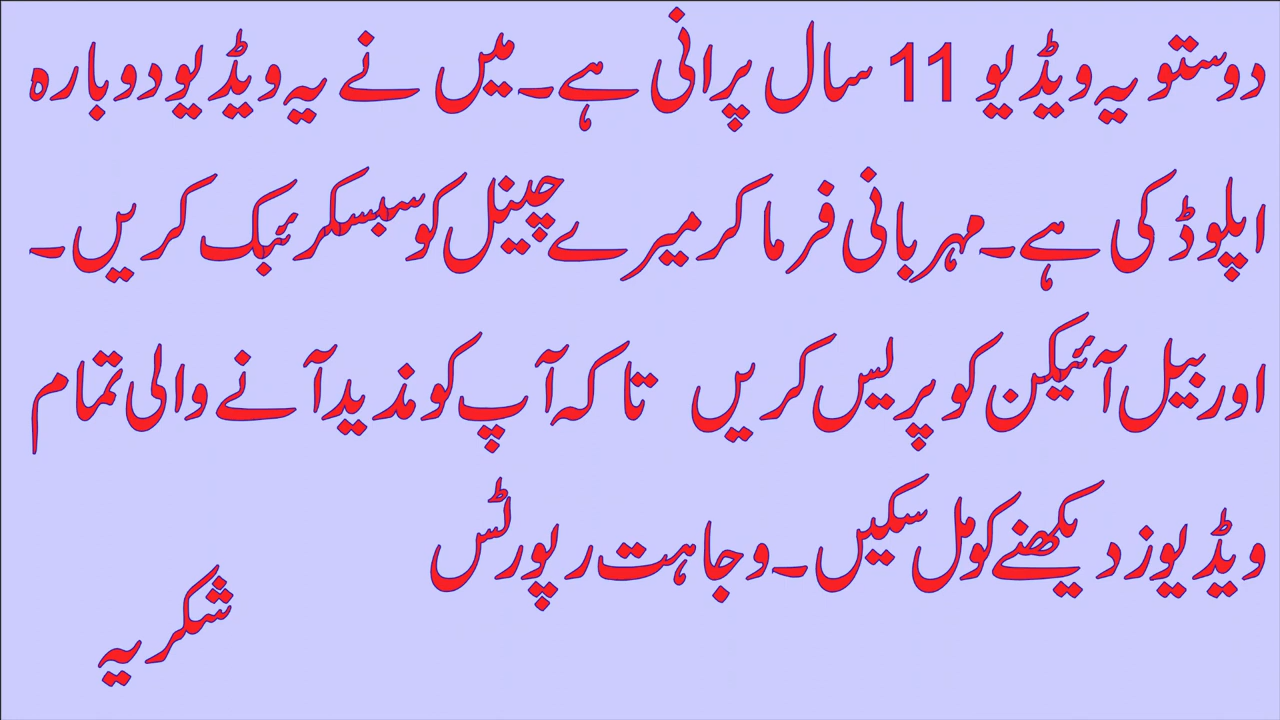 دوستو یہ ویڈیو 11 سال پرانی ہے۔میں نے یہ ویڈیو دوبارہ
اپلوڈ کی ہے۔مہربانی فرما کر میرے چینل کو سبسکرئبک کریں۔
اور بیل آئیکن کو پریس کریں تاکہ آپ کو مذید آنے والی تمام
ویڈیوز دیکھنے کو مل سکیں۔وجاہت رپورٹس
شکریہ